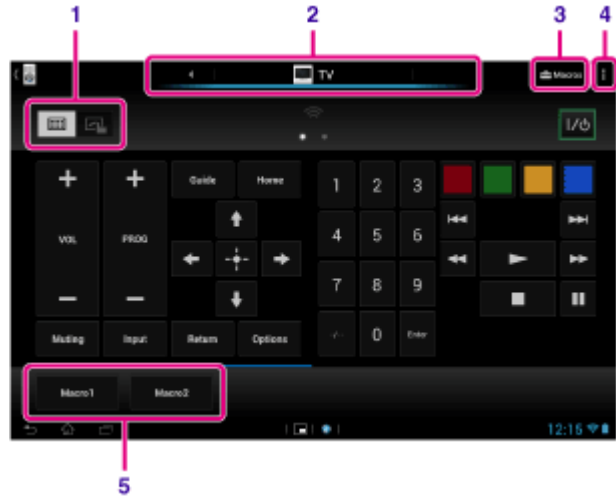 1 2 3 4
TV
Macros
I/⏻
+ + Guide Home 1 2 3
VOL PROG 4 5 6
− − 7 8 9
Muting Input Return Options -/-- 0 Enter
Macro1 Macro2
12:15
5